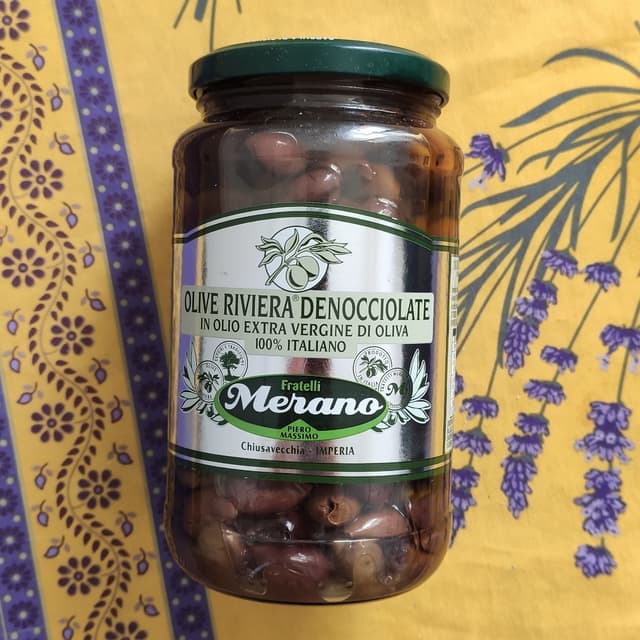 OLIVE RIVIERA® DENOCCIOLATE
IN OLIO EXTRA VERGINE DI OLIVA
100% ITALIANO
Fratelli
Merano
PIERO
MASSIMO
Chiusavecchia - IMPERIA